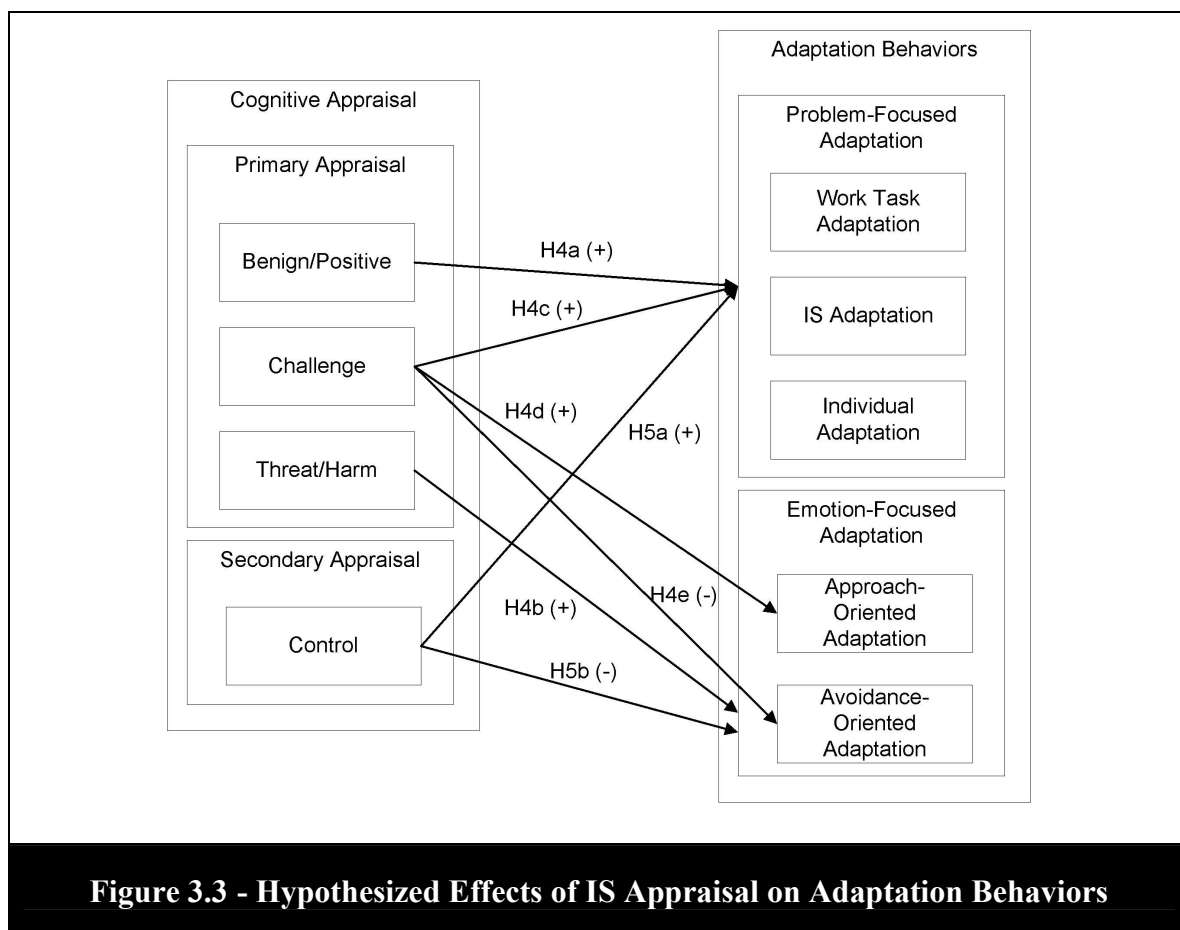 Cognitive Appraisal
Primary Appraisal
Benign/Positive
Challenge
Threat/Harm
Secondary Appraisal
Control
H4a (+)
H4c (+)
H4d (+)
H5a (+)
H4e (-)
H4b (+)
H5b (-)
Adaptation Behaviors
Problem-Focused
Adaptation
Work Task
Adaptation
IS Adaptation
Individual
Adaptation
Emotion-Focused
Adaptation
Approach-
Oriented
Adaptation
Avoidance-
Oriented
Adaptation
Figure 3.3 - Hypothesized Effects of IS Appraisal on Adaptation Behaviors